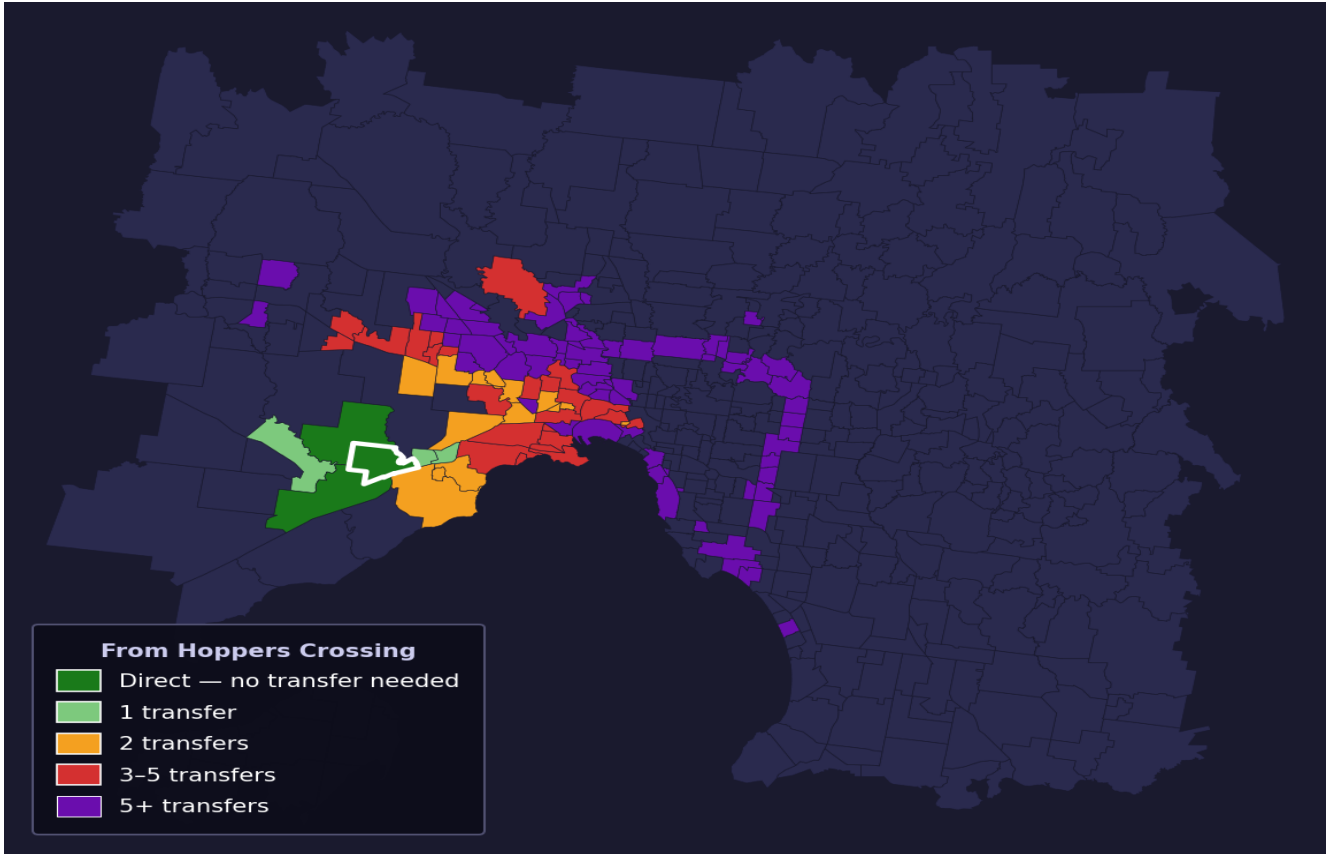 From Hoppers Crossing
Direct — no transfer needed
1 transfer
2 transfers
3–5 transfers
5+ transfers